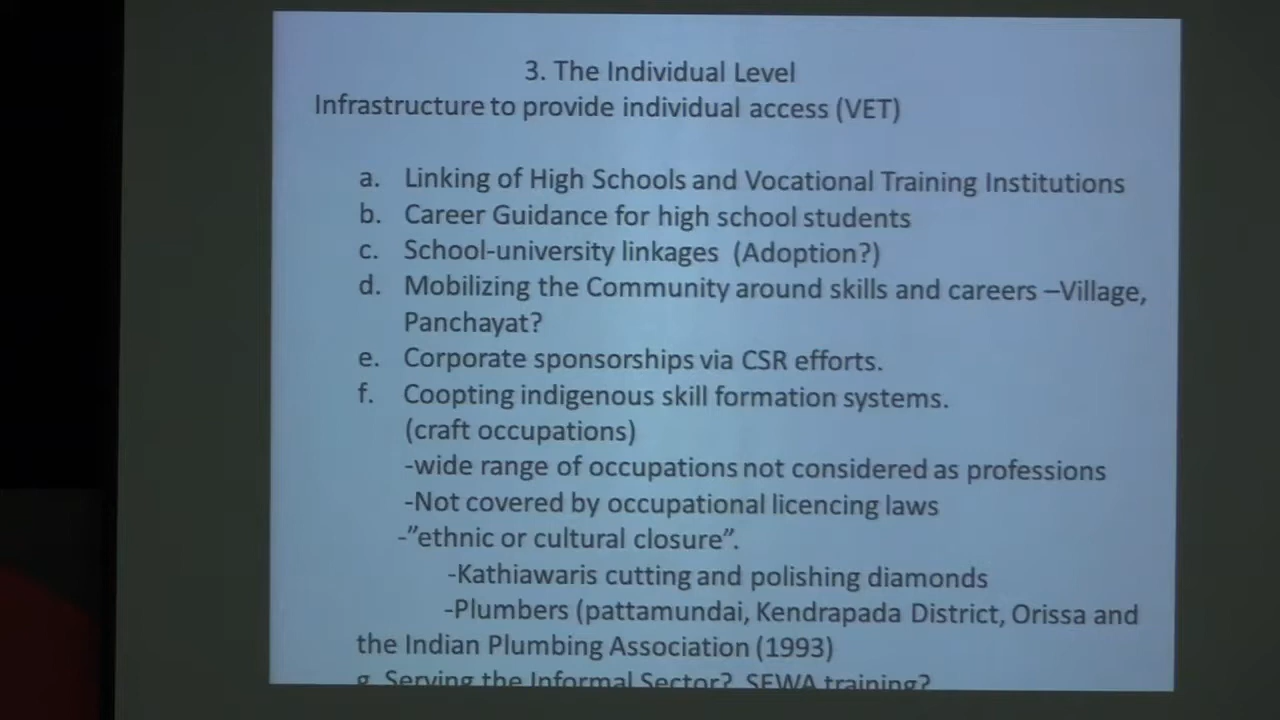 3. The Individual Level
Infrastructure to provide individual access (VET)
a. Linking of High Schools and Vocational Training Institutions
b. Career Guidance for high school students
c. School-university linkages (Adoption?)
d. Mobilizing the Community around skills and careers –Village,
Panchayat?
e. Corporate sponsorships via CSR efforts.
f. Coopting indigenous skill formation systems.
(craft occupations)
-wide range of occupations not considered as professions
-Not covered by occupational licencing laws
-”ethnic or cultural closure”.
-Kathiawaris cutting and polishing diamonds
-Plumbers (pattamundai, Kendrapada District, Orissa and
the Indian Plumbing Association (1993)
g. Serving the Informal Sector? SEWA training?